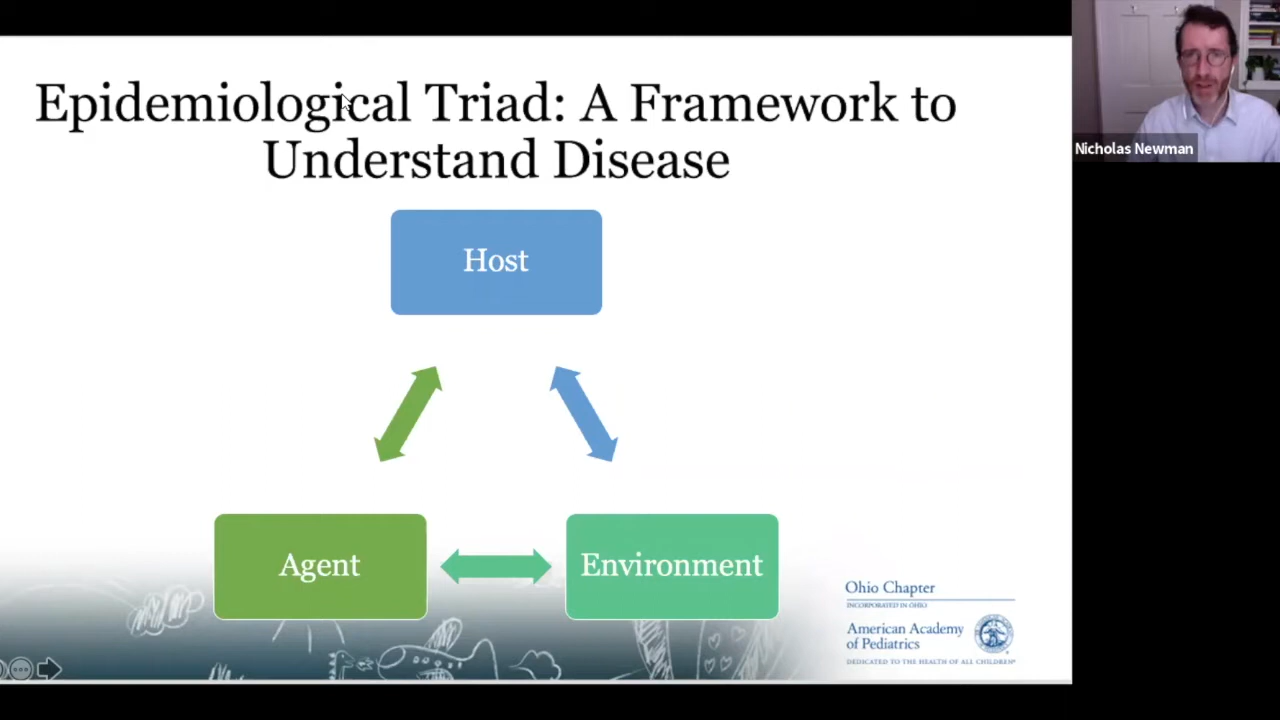 Epidemiological Triad: A Framework to
Understand Disease
Host
Agent
Environment
Ohio Chapter
INCORPORATED IN OHIO
American Academy
of Pediatrics
DEDICATED TO THE HEALTH OF ALL CHILDREN®
Nicholas Newman